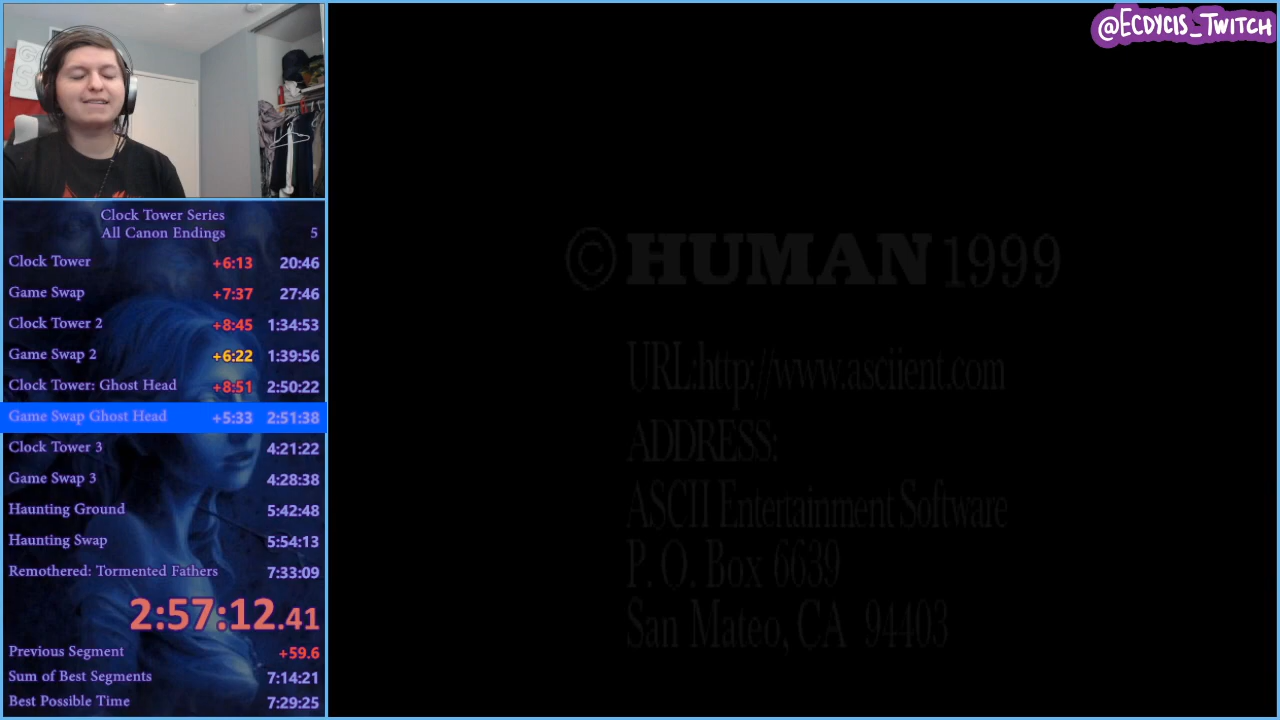 @ECDYCIS_TWITCH
Clock Tower Series
All Canon Endings 5
Clock Tower +6:13 20:46
Game Swap +7:37 27:46
Clock Tower 2 +8:45 1:34:53
Game Swap 2 +6:22 1:39:56
Clock Tower: Ghost Head +8:51 2:50:22
Game Swap Ghost Head +5:33 2:51:38
Clock Tower 3 4:21:22
Game Swap 3 4:28:38
Haunting Ground 5:42:48
Haunting Swap 5:54:13
Remothered: Tormented Fathers 7:33:09
2:57:12.41
Previous Segment +59.6
Sum of Best Segments 7:14:21
Best Possible Time 7:29:25
© HUMAN 1999
URL:http://www.asciient.com
ADDRESS:
ASCII Entertainment Software
P. O. Box 6639
San Mateo, CA 94403